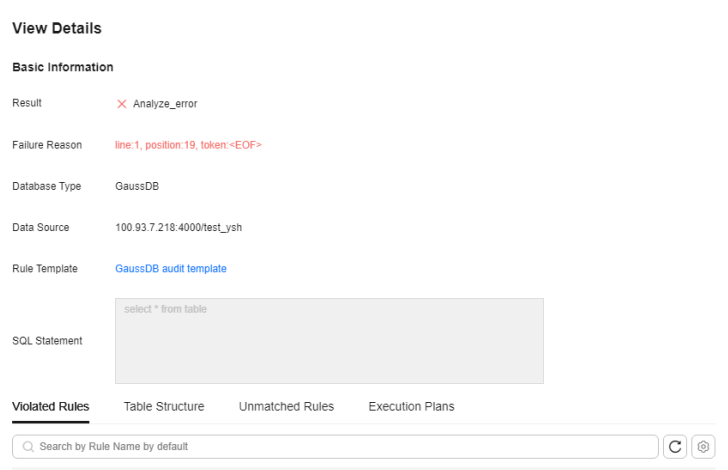 View Details
Basic Information
Result Analyze_error
Failure Reason line:1, position:19, token:<EOF>
Database Type GaussDB
Data Source 100.93.7.218:4000/test_ysh
Rule Template GaussDB audit template
select * from table
SQL Statement
Violated Rules Table Structure Unmatched Rules Execution Plans
Search by Rule Name by default